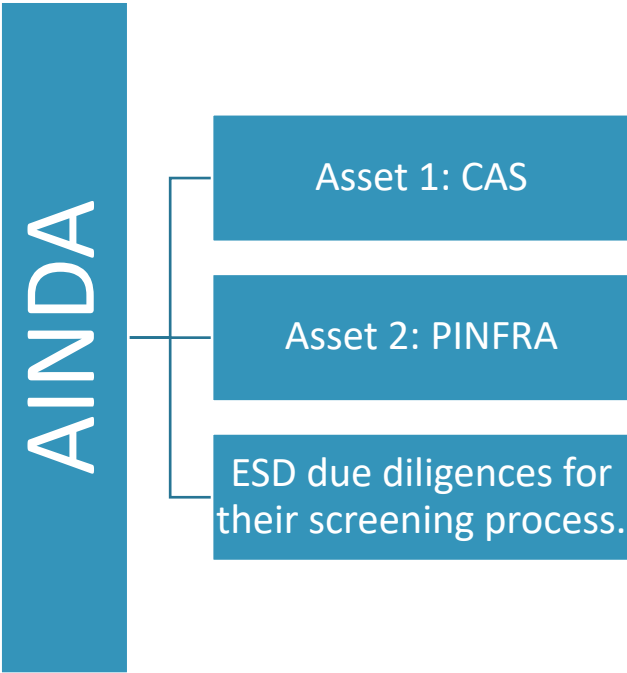 AINDA
Asset 1: CAS
Asset 2: PINFRA
ESD due diligences for
their screening process.